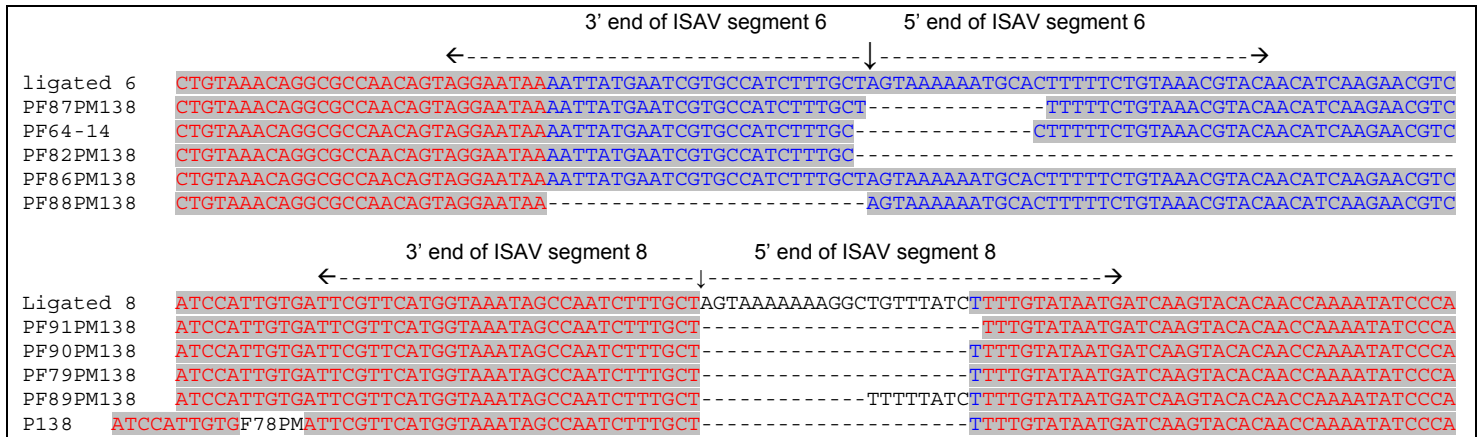 3’ end of ISAV segment 6 5’ end of ISAV segment 6
←-------------------------------↓------------------------------→
ligated 6 CTGTAAACAGGCGCCAACAGTAGGAATAAAATTATGAATCGTGCCATCTTTGCTAGTAAAAAATGCACTTTTTCTGTAAACGTACAACATCAAGAACGTC
PF87PM138 CTGTAAACAGGCGCCAACAGTAGGAATAAAATTATGAATCGTGCCATCTTTGCT--------------TTTTTCTGTAAACGTACAACATCAAGAACGTC
PF64-14 CTGTAAACAGGCGCCAACAGTAGGAATAAAATTATGAATCGTGCCATCTTTGC--------------CTTTTTCTGTAAACGTACAACATCAAGAACGTC
PF82PM138 CTGTAAACAGGCGCCAACAGTAGGAATAAAATTATGAATCGTGCCATCTTTGC-----------------------------------------------
PF86PM138 CTGTAAACAGGCGCCAACAGTAGGAATAAAATTATGAATCGTGCCATCTTTGCTAGTAAAAAATGCACTTTTTCTGTAAACGTACAACATCAAGAACGTC
PF88PM138 CTGTAAACAGGCGCCAACAGTAGGAATAA-------------------------AGTAAAAAATGCACTTTTTCTGTAAACGTACAACATCAAGAACGTC
3’ end of ISAV segment 8 5’ end of ISAV segment 8
←-----------------------------↓--------------------------------→
Ligated 8 ATCCATTGTGATTCGTTCATGGTAAATAGCCAATCTTTGCTAGTAAAAAAAGGCTGTTTATCTTTTGTATAATGATCAAGTACACAACCAAAATATCCCA
PF91PM138 ATCCATTGTGATTCGTTCATGGTAAATAGCCAATCTTTGCT----------------------TTTGTATAATGATCAAGTACACAACCAAAATATCCCA
PF90PM138 ATCCATTGTGATTCGTTCATGGTAAATAGCCAATCTTTGCT---------------------TTTTGTATAATGATCAAGTACACAACCAAAATATCCCA
PF79PM138 ATCCATTGTGATTCGTTCATGGTAAATAGCCAATCTTTGCT---------------------TTTTGTATAATGATCAAGTACACAACCAAAATATCCCA
PF89PM138 ATCCATTGTGATTCGTTCATGGTAAATAGCCAATCTTTGCT-------------TTTTTATCTTTTGTATAATGATCAAGTACACAACCAAAATATCCCA
P138 ATCCATTGTGF78PMATTCGTTCATGGTAAATAGCCAATCTTTGCT---------------------TTTTGTATAATGATCAAGTACACAACCAAAATATCCCA